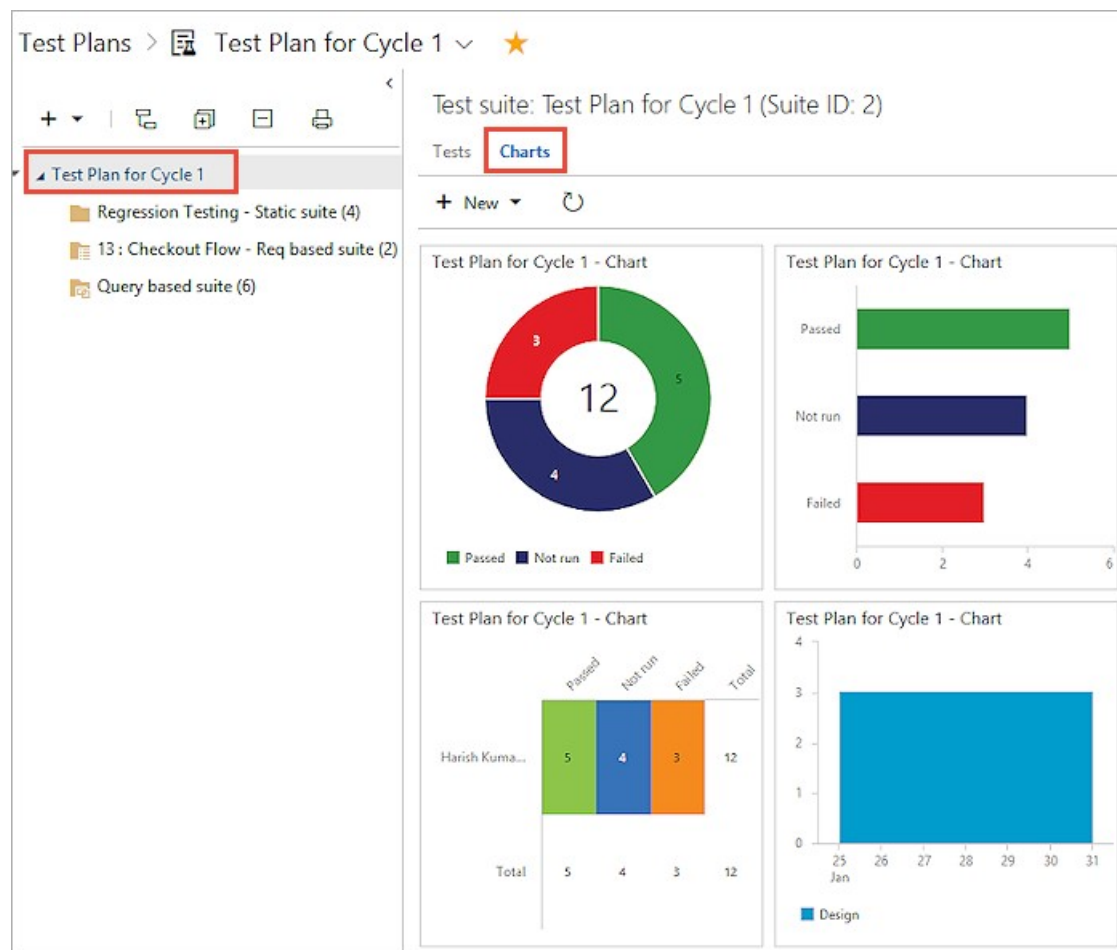 Test Plans > Test Plan for Cycle 1
Test Plan for Cycle 1
Regression Testing - Static suite (4)
13 : Checkout Flow - Req based suite (2)
Query based suite (6)
Test suite: Test Plan for Cycle 1 (Suite ID: 2)
Tests Charts
+ New
Test Plan for Cycle 1 - Chart
3
5
12
4
Passed Not run Failed
Test Plan for Cycle 1 - Chart
Passed
Not run
Failed
0 2 4 6
Test Plan for Cycle 1 - Chart
Passed Not run Failed Total
Harish Kuma... 5 4 3 12
Total 5 4 3 12
Test Plan for Cycle 1 - Chart
4
3
2
1
0
25 26 27 28 29 30 31
Jan
Design